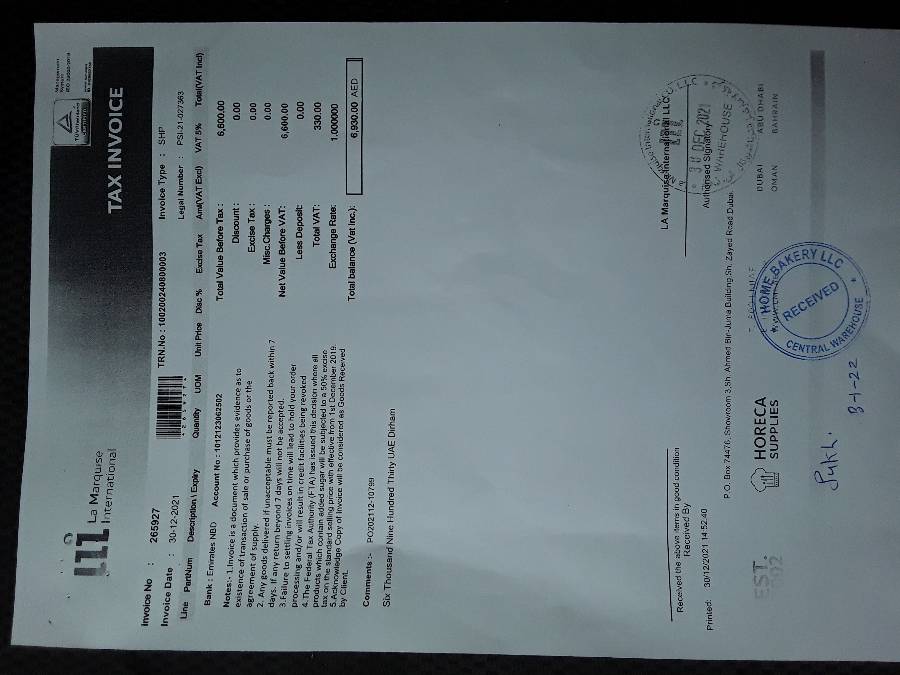 La Marquise
International
TAX INVOICE
Invoice No : 265927
TRN.No : 100200240800003
Invoice Type : SHP
Invoice Date : 30-12-2021
Legal Number : PSI-21-027363
Line PartNum Description\ Expiry Quantity UOM Unit Price Disc % Excise Tax Amt(VAT Excl) VAT 5% Total(VAT Incl)
Bank : Emirates NBD Account No : 1012123062502
Notes:- 1.Invoice is a document which provides evidence as to
existence of transaction of sale or purchase of goods or the
agreement of supply.
2. Any goods delivered if unacceptable must be reported back within 7
days. If any return beyond 7 days will not be accepted.
3.Failure to settling invoices on time will lead to hold your order
processing and/or will result in credit facilities being revoked
4. The Federal Tax Authority (FTA) has issued this decision where all
products which contain added sugar will be subjected to a 50% excise
tax on the standard selling price with effective from 1st December 2019.
5.Acknowledge Copy of Invoice will be considered as Goods Received
by Client.
Total Value Before Tax : 6,600.00
Discount : 0.00
Excise Tax : 0.00
Misc.Charges : 0.00
Net Value Before VAT: 6,600.00
Less Deposit: 0.00
Total VAT: 330.00
Exchange Rate: 1.000000
Total balance (Vat Inc.): 6,930.00 AED
Comments :- PO202112-10799
Six Thousand Nine Hundred Thirty UAE Dirham
LA Marquise International LLC
30 DEC 2021
WAREHOUSE
Authorised Signatory
Received the above items in good condition
Received By
Printed: 30/12/2021 14:52:40
P.O. Box 74476, Showroom 3,Sh. Ahmed Bin-Juma Building,Sh. Zayed Road,Dubai.
EST.
HORECA
SUPPLIES
DUBAI ABU DHABI
OMAN BAHRAIN
HOME BAKERY LLC
RECEIVED
CENTRAL WAREHOUSE
Sukh.